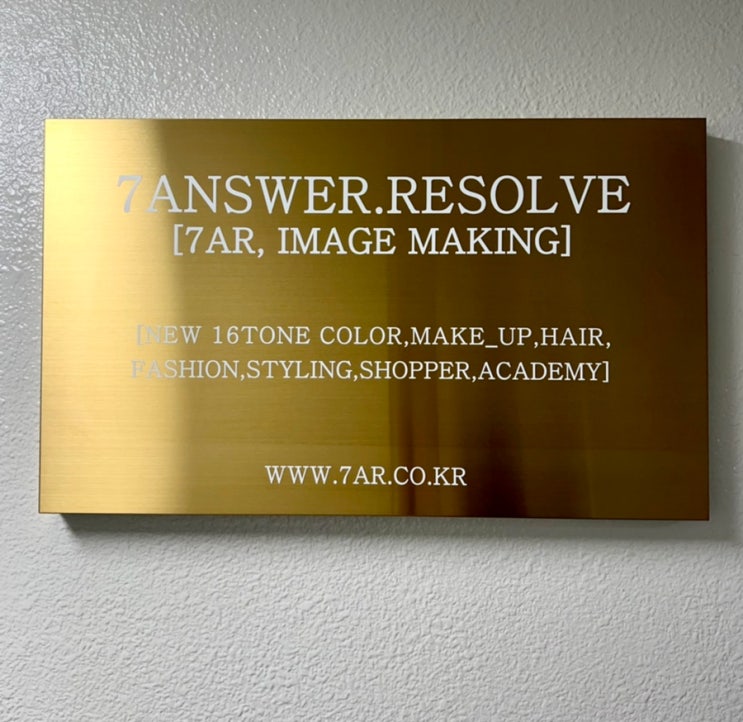 7ANSWER.RESOLVE
[7AR, IMAGE MAKING]
[NEW 16TONE COLOR,MAKE_UP,HAIR,
FASHION,STYLING,SHOPPER,ACADEMY]
WWW.7AR.CO.KR